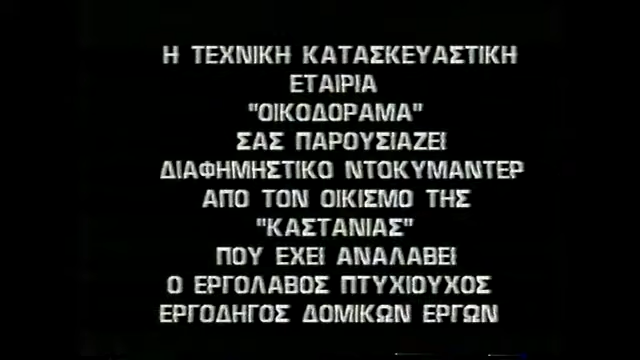 Η ΤΕΧΝΙΚΗ ΚΑΤΑΣΚΕΥΑΣΤΙΚΗ
ΕΤΑΙΡΙΑ
"ΟΙΚΟΔΟΡΑΜΑ"
ΣΑΣ ΠΑΡΟΥΣΙΑΖΕΙ
ΔΙΑΦΗΜΗΣΤΙΚΟ ΝΤΟΚΥΜΑΝΤΕΡ
ΑΠΟ ΤΟΝ ΟΙΚΙΣΜΟ ΤΗΣ
"ΚΑΣΤΑΝΙΑΣ"
ΠΟΥ ΕΧΕΙ ΑΝΑΛΑΒΕΙ
Ο ΕΡΓΟΛΑΒΟΣ ΠΤΥΧΙΟΥΧΟΣ
ΕΡΓΟΔΗΓΟΣ ΔΟΜΙΚΩΝ ΕΡΓΩΝ